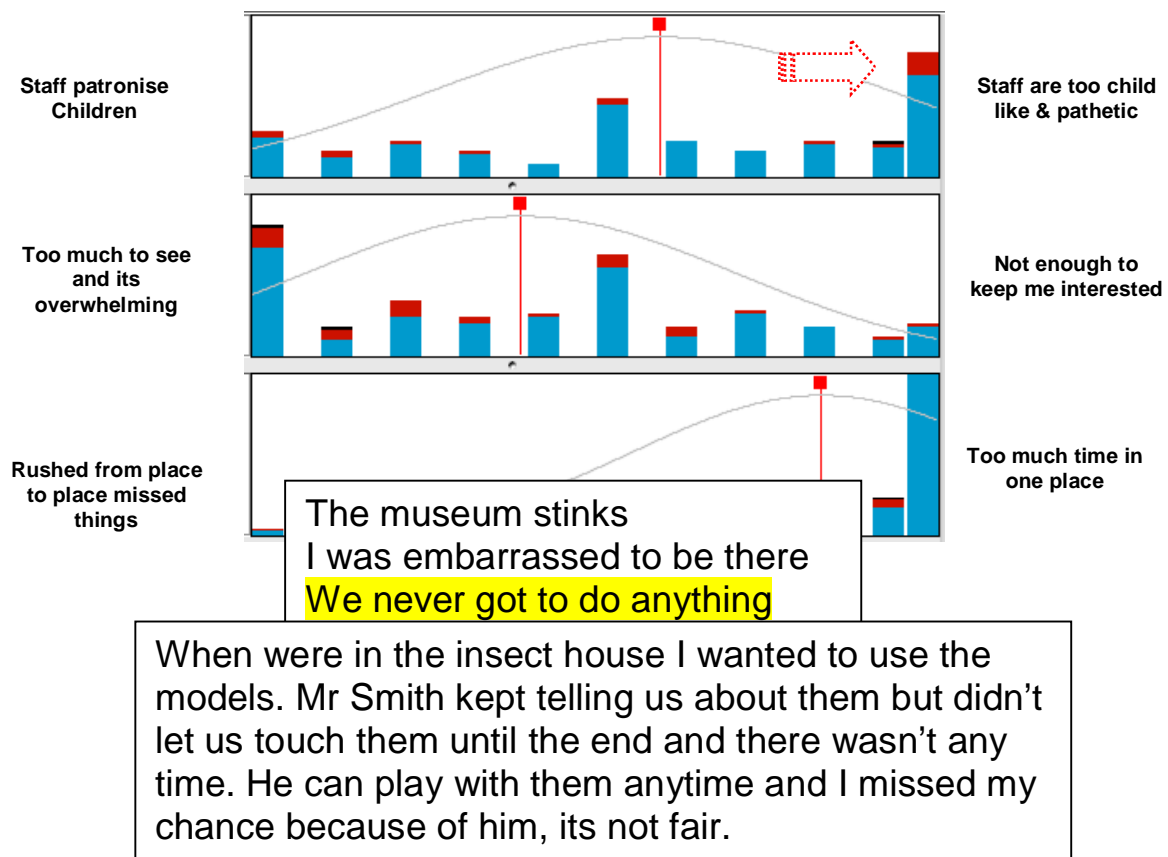 Staff patronise
Children
Staff are too child
like & pathetic
Too much to see
and its
overwhelming
Not enough to
keep me interested
Rushed from place
to place missed
things
Too much time in
one place
The museum stinks
I was embarrassed to be there
We never got to do anything
When were in the insect house I wanted to use the
models. Mr Smith kept telling us about them but didn’t
let us touch them until the end and there wasn’t any
time. He can play with them anytime and I missed my
chance because of him, its not fair.